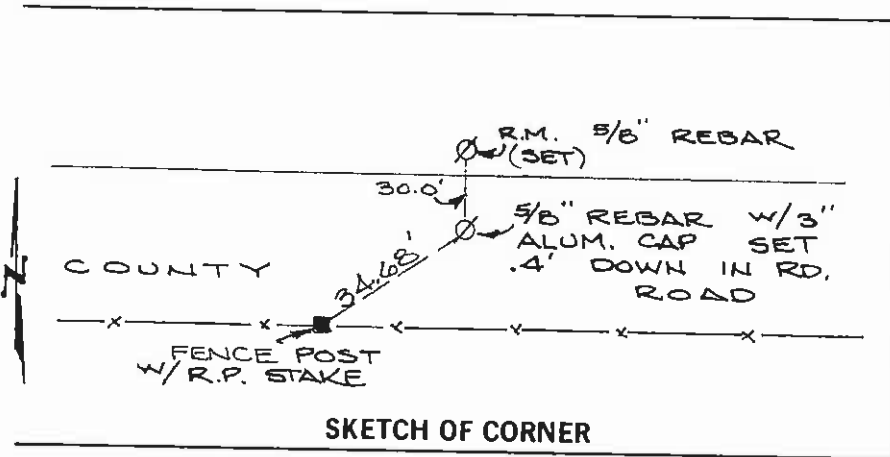 R.M. 5/8" REBAR
(SET)
30.0'
5/8" REBAR W/3"
ALUM. CAP SET
.4' DOWN IN RD.
COUNTY ROAD
34.68'
FENCE POST
W/ R.P. STAKE
N
SKETCH OF CORNER